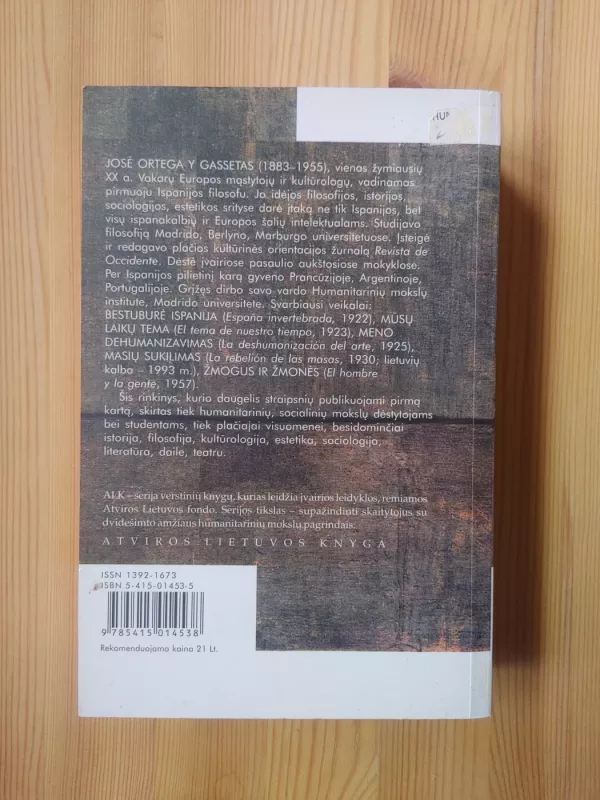 HU
JOSÉ ORTEGA Y GASSETAS (1883–1955), vienas žymiausių
XX a. Vakarų Europos mąstytojų ir kultūrologų, vadinamas
pirmuoju Ispanijos filosofu. Jo idėjos filosofijos, istorijos,
sociologijos, estetikos srityse darė įtaką ne tik Ispanijos, bet
visų ispanakalbių ir Europos šalių intelektualams. Studijavo
filosofiją Madrido, Berlyno, Marburgo universitetuose. Įsteigė
ir redagavo plačios kultūrinės orientacijos žurnalą Revista de
Occidente. Dėstė įvairiose pasaulio aukštosiose mokyklose.
Per Ispanijos pilietinį karą gyveno Prancūzijoje, Argentinoje,
Portugalijoje. Grįžęs dirbo savo vardo Humanitarinių mokslų
institute, Madrido universitete. Svarbiausi veikalai:
BESTUBURĖ ISPANIJA (España invertebrada, 1922), MŪSŲ
LAIKŲ TEMA (El tema de nuestro tiempo, 1923), MENO
DEHUMANIZAVIMAS (La deshumanización del arte, 1925),
MASIŲ SUKILIMAS (La rebelión de las masas, 1930; lietuvių
kalba – 1993 m.), ŽMOGUS IR ŽMONĖS (El hombre
y la gente, 1957).
Šis rinkinys, kurio daugelis straipsnių publikuojami pirmą
kartą, skirtas tiek humanitarinių, socialinių mokslų dėstytojams
bei studentams, tiek plačiajai visuomenei, besidominčiai
istorija, filosofija, kultūrologija, estetika, sociologija,
literatūra, daile, teatru.
ALK – serija verstinių knygų, kurias leidžia įvairios leidyklos, remiamos
Atviros Lietuvos fondo. Serijos tikslas – supažindinti skaitytojus su
dvidešimto amžiaus humanitarinių mokslų pagrindais.
ATVIROS LIETUVOS KNYGA
ISSN 1392-1673
ISBN 5-415-01453-5
9 785415 014538
Rekomenduojama kaina 21 Lt.